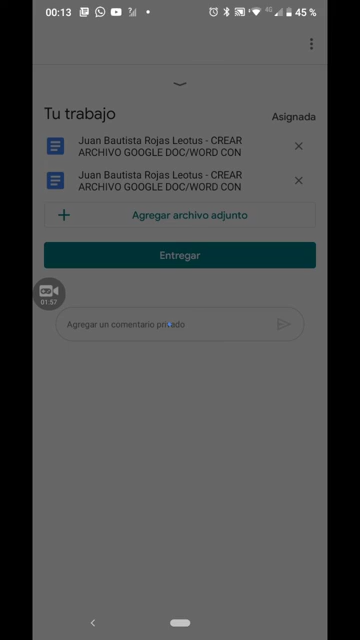 00:13
4G
45 %
Tu trabajo
Asignada
Juan Bautista Rojas Leotus - CREAR
ARCHIVO GOOGLE DOC/WORD CON
Juan Bautista Rojas Leotus - CREAR
ARCHIVO GOOGLE DOC/WORD CON
Agregar archivo adjunto
Entregar
01:57
Agregar un comentario privado